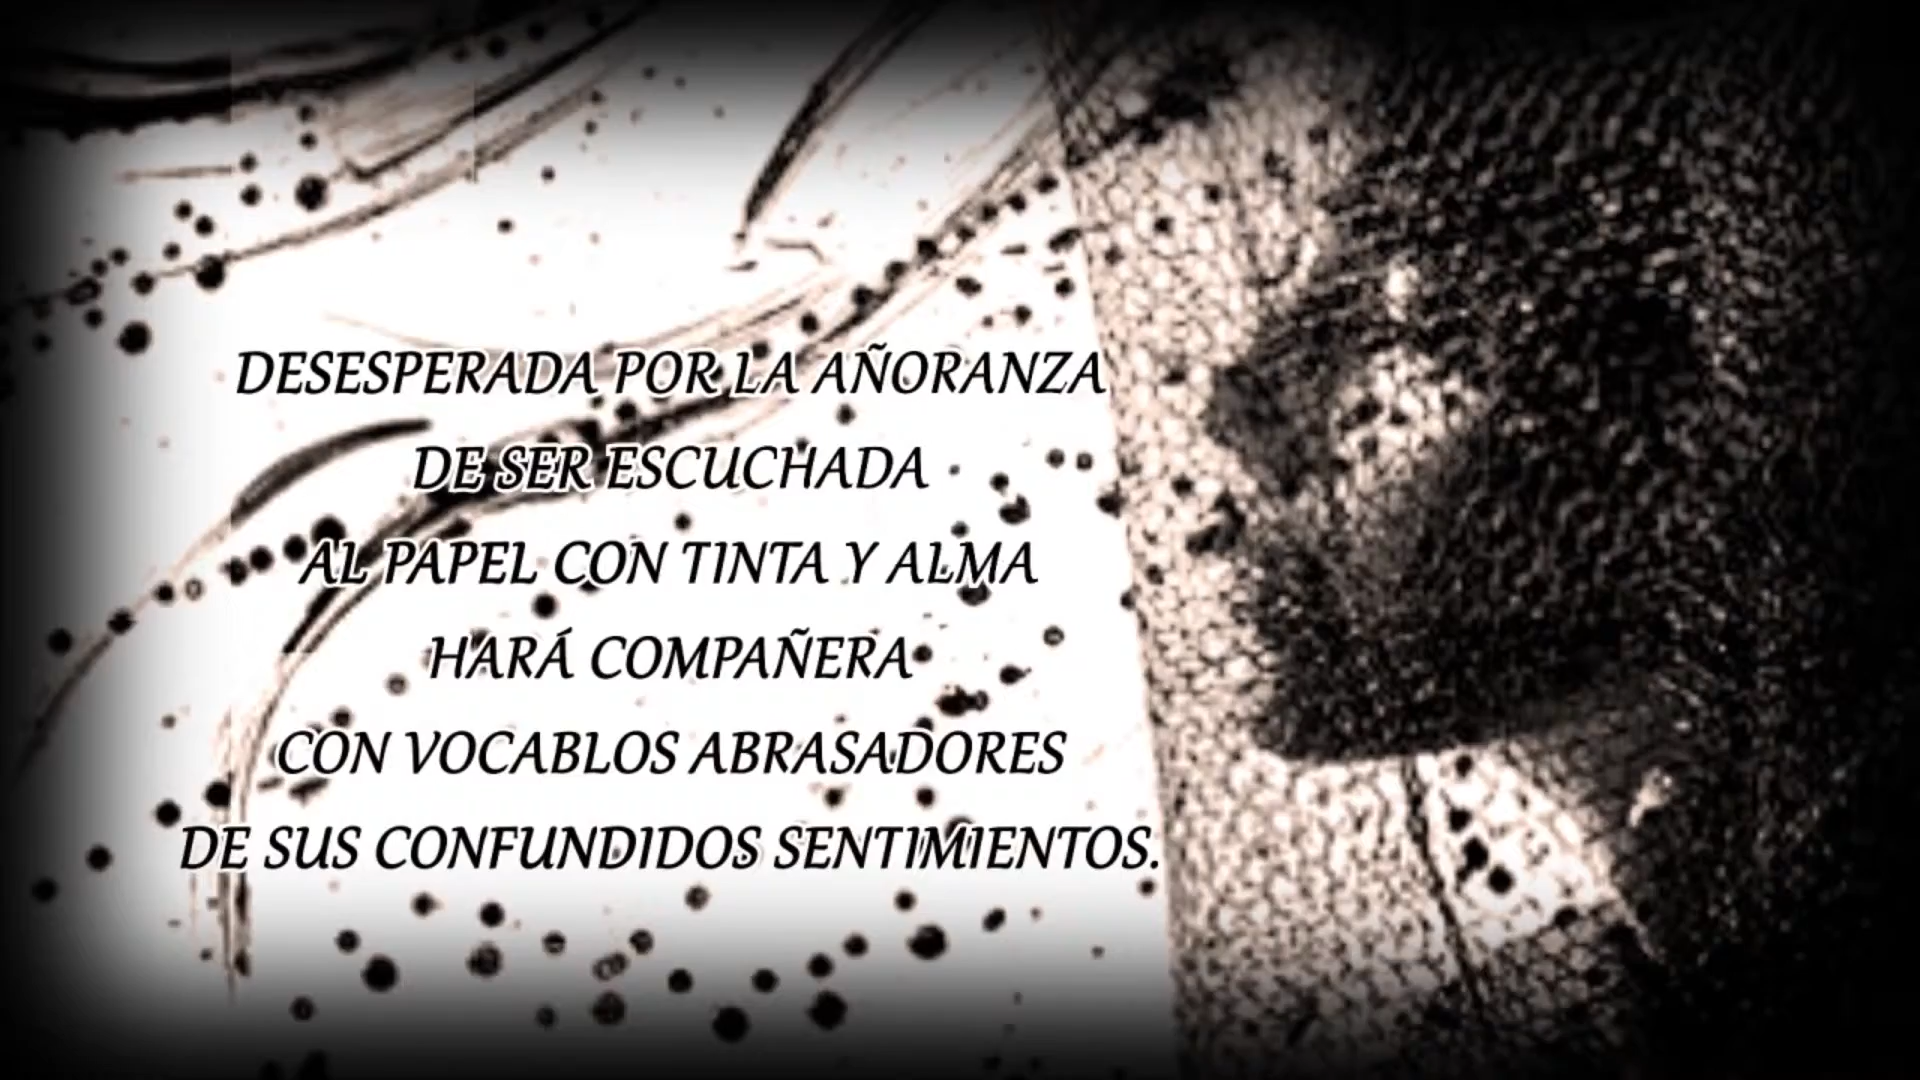 DESESPERADA POR LA AÑORANZA
DE SER ESCUCHADA
AL PAPEL CON TINTA Y ALMA
HARÁ COMPAÑERA
CON VOCABLOS ABRASADORES
DE SUS CONFUNDIDOS SENTIMIENTOS.